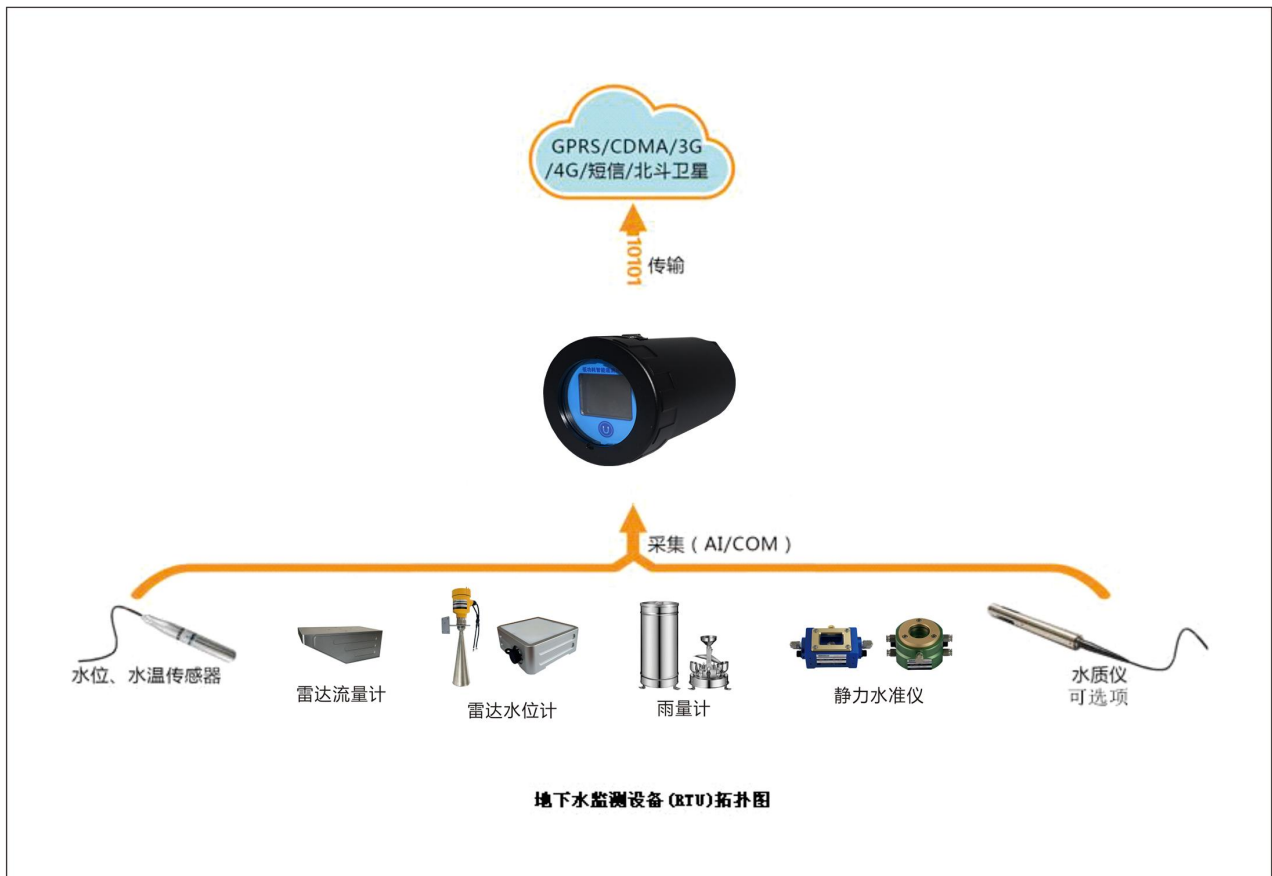 GPRS/CDMA/3G
/4G/短信/北斗卫星
10101
传输
采集(AI/COM)
水位、水温传感器
雷达流量计
雷达水位计
雨量计
静力水准仪
水质仪
可选项
地下水监测设备(RTU)拓扑图